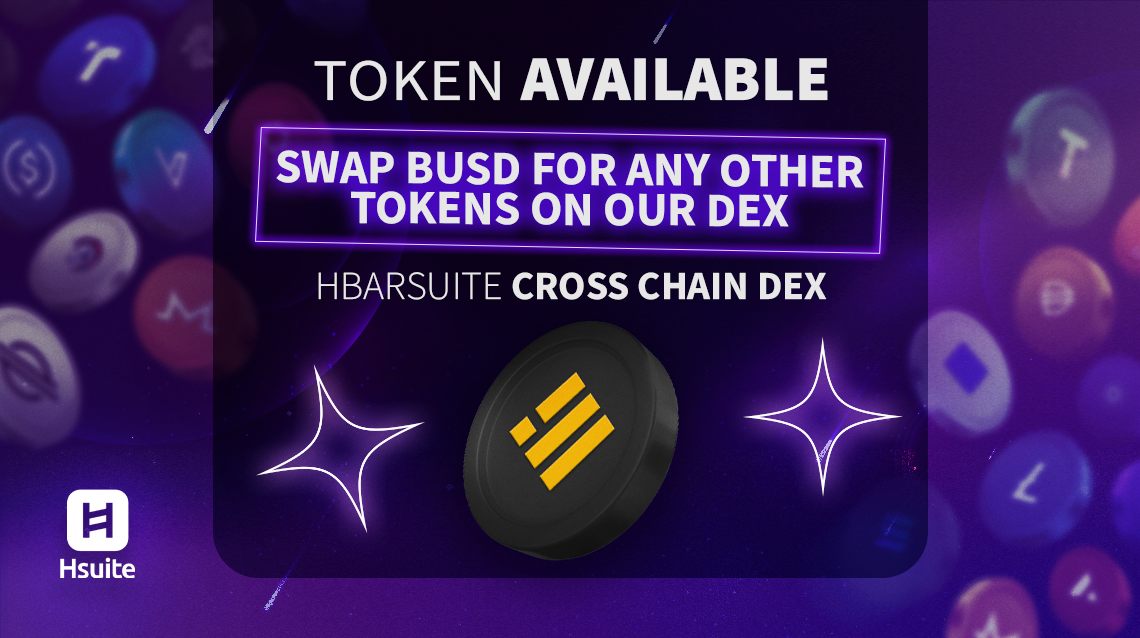 TOKEN AVAILABLE
SWAP BUSD FOR ANY OTHER
TOKENS ON OUR DEX
HBARSUITE CROSS CHAIN DEX
Hsuite